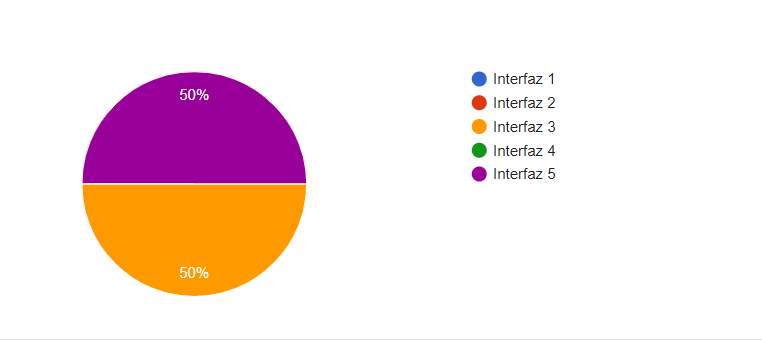 50%
50%
Interfaz 1
Interfaz 2
Interfaz 3
Interfaz 4
Interfaz 5